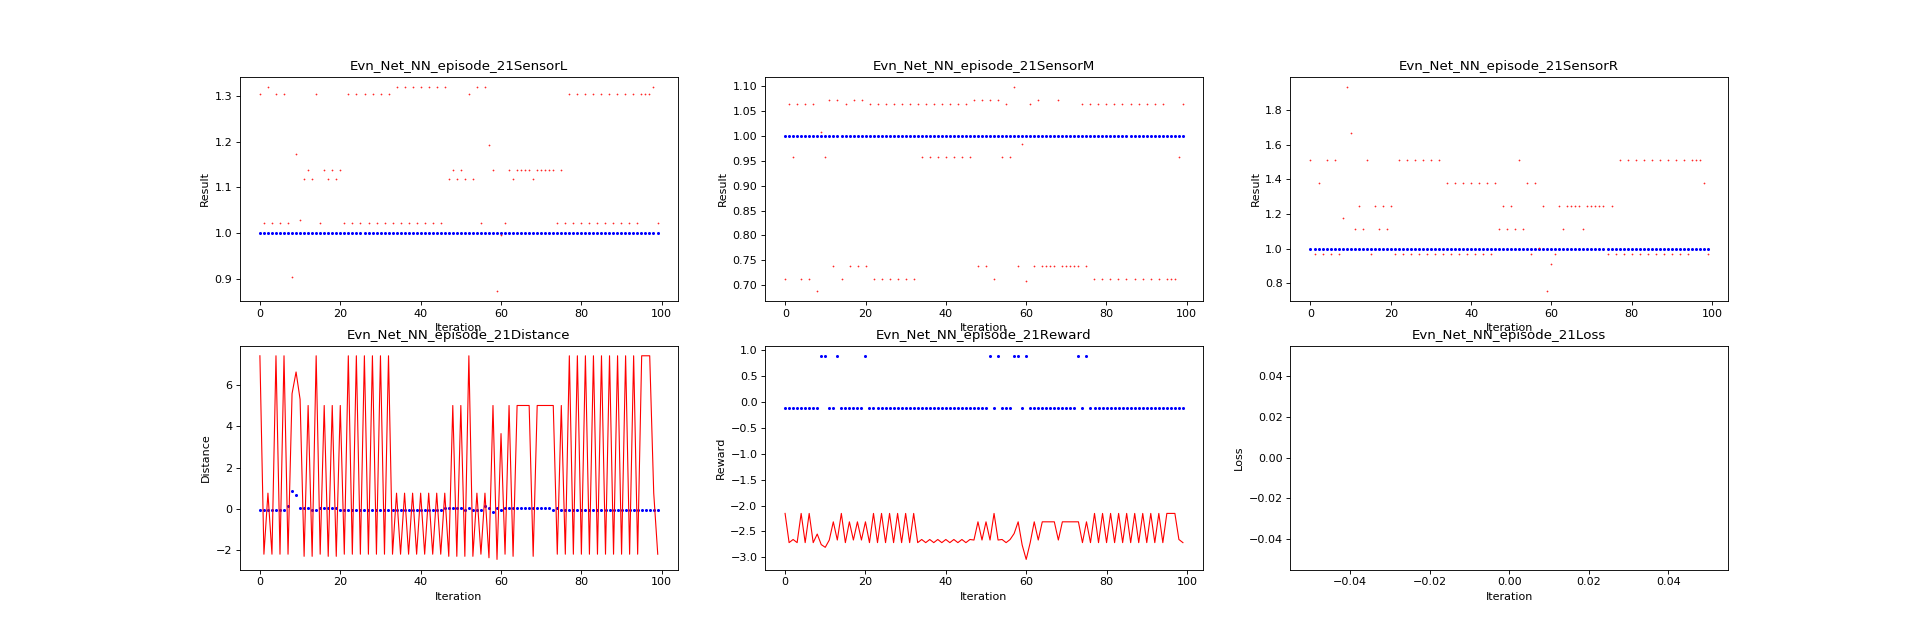 Evn_Net_NN_episode_21SensorL
1.3
1.2
1.1
1.0
0.9
Result
0 20 40 60 80 100
Iteration
Evn_Net_NN_episode_21SensorM
1.10
1.05
1.00
0.95
0.90
0.85
0.80
0.75
0.70
Result
0 20 40 60 80 100
Iteration
Evn_Net_NN_episode_21SensorR
1.8
1.6
1.4
1.2
1.0
0.8
Result
0 20 40 60 80 100
Iteration
Evn_Net_NN_episode_21Distance
6
4
2
0
−2
Distance
0 20 40 60 80 100
Iteration
Evn_Net_NN_episode_21Reward
1.0
0.5
0.0
−0.5
−1.0
−1.5
−2.0
−2.5
−3.0
Reward
0 20 40 60 80 100
Iteration
Evn_Net_NN_episode_21Loss
0.04
0.02
0.00
−0.02
−0.04
Loss
−0.04 −0.02 0.00 0.02 0.04
Iteration